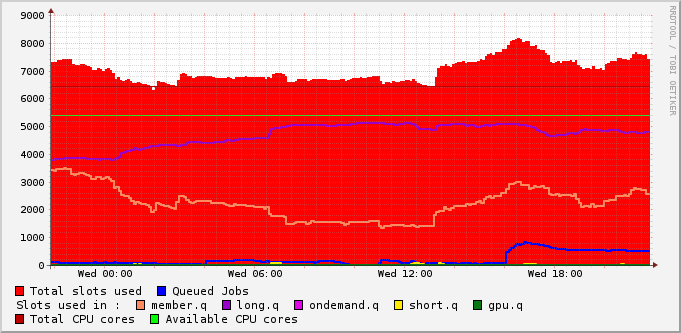 RRDTOOL / TOBI OETIKER
9000
8000
7000
6000
5000
4000
3000
2000
1000
0
Wed 00:00 Wed 06:00 Wed 12:00 Wed 18:00
Total slots used Queued Jobs
Slots used in : member.q long.q ondemand.q short.q gpu.q
Total CPU cores Available CPU cores